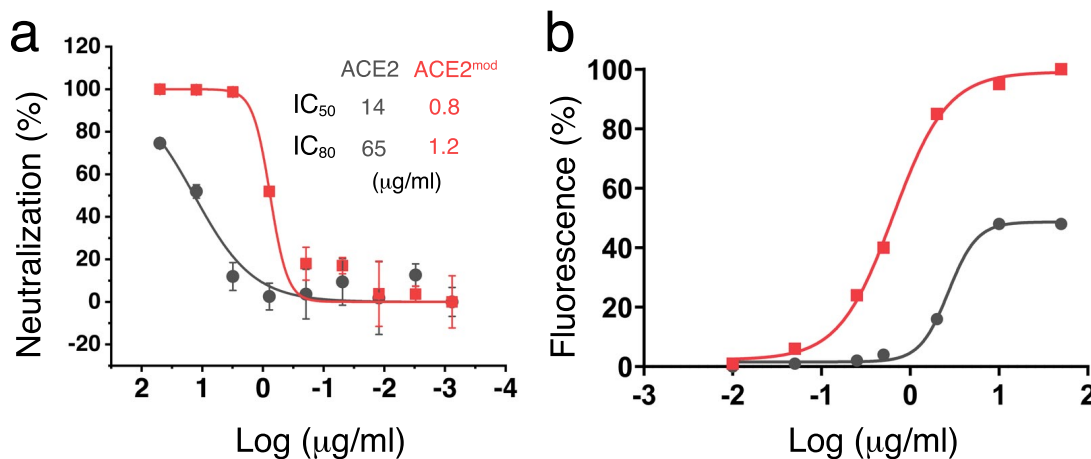 a
Neutralization (%)
120
100
80
60
40
20
0
-20
2 1 0 -1 -2 -3 -4
Log (μg/ml)
ACE2 ACE2mod
IC50 14 0.8
IC80 65 1.2
(μg/ml)
b
Fluorescence (%)
100
80
60
40
20
0
-3 -2 -1 0 1 2
Log (μg/ml)